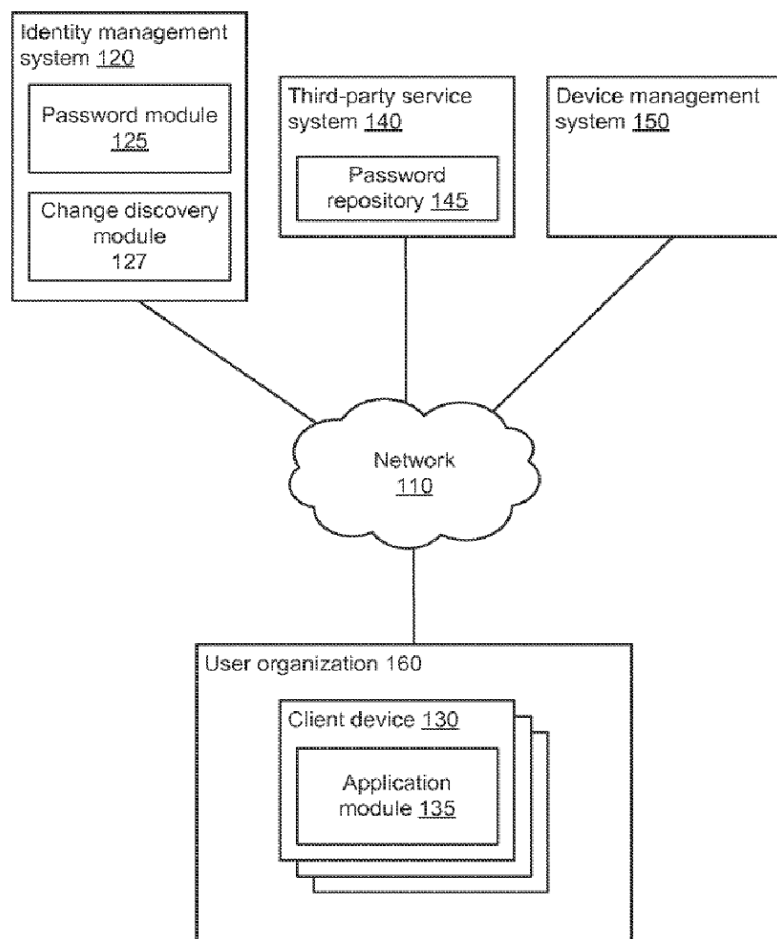 Identity management
system 120
Password module
125
Change discovery
module
127
Third-party service
system 140
Password
repository 145
Device management
system 150
Network
110
User organization 160
Client device 130
Application
module 135